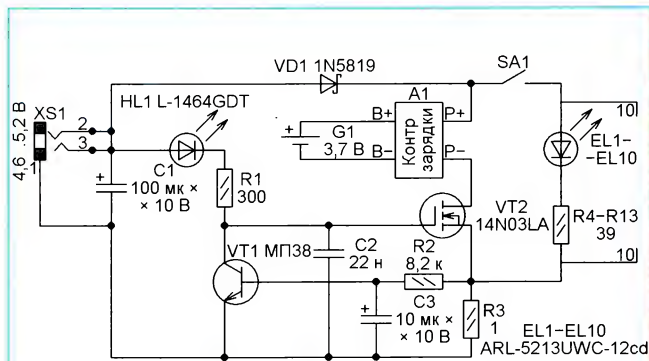 VD1 1N5819
SA1
HL1 L-1464GDT
A1
XS1
4,6...5,2 В
2
3
1
B+
P+
B–
P–
Контр
зарядки
+
G1
3,7 В
10
EL1–
–EL10
C1
+
100 мк ×
× 10 В
R1
300
VT2
14N03LA
R4–R13
39
10
VT1 МП38
C2
22 н
R2
8,2 к
C3
+
10 мк ×
× 10 В
R3
1
EL1–EL10
ARL-5213UWC-12cd